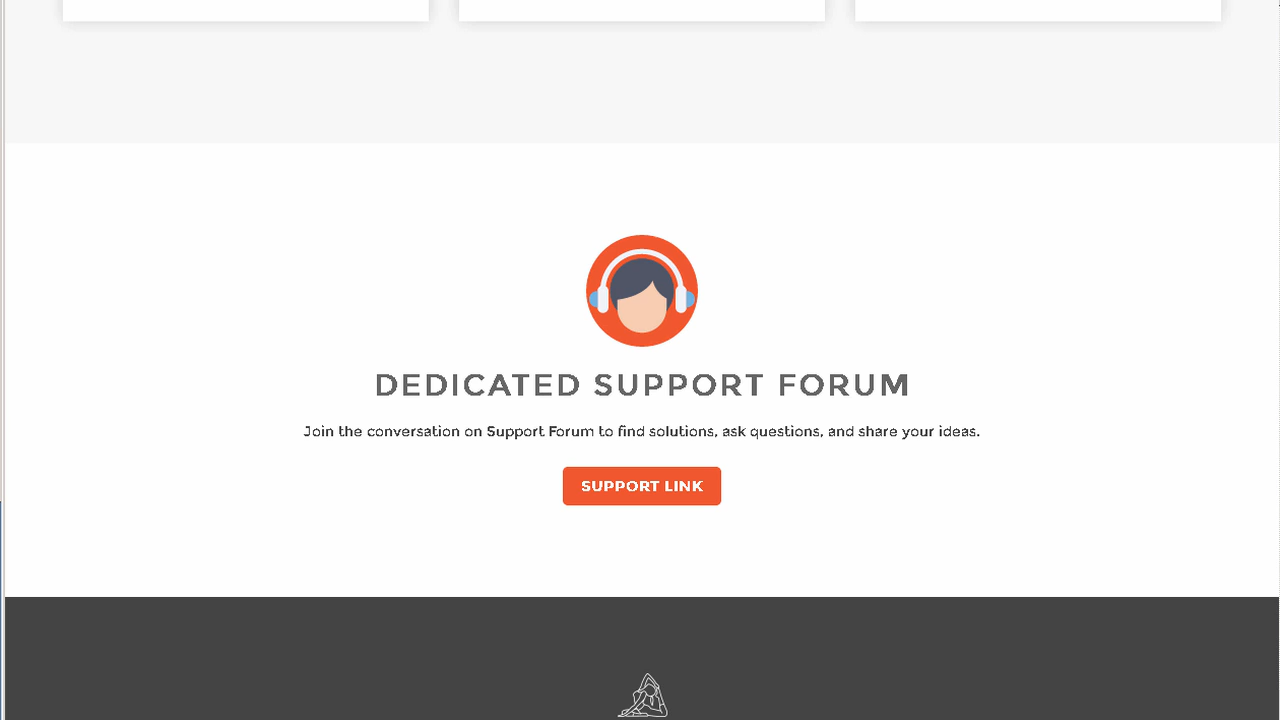 DEDICATED SUPPORT FORUM
Join the conversation on Support Forum to find solutions, ask questions, and share your ideas.
SUPPORT LINK